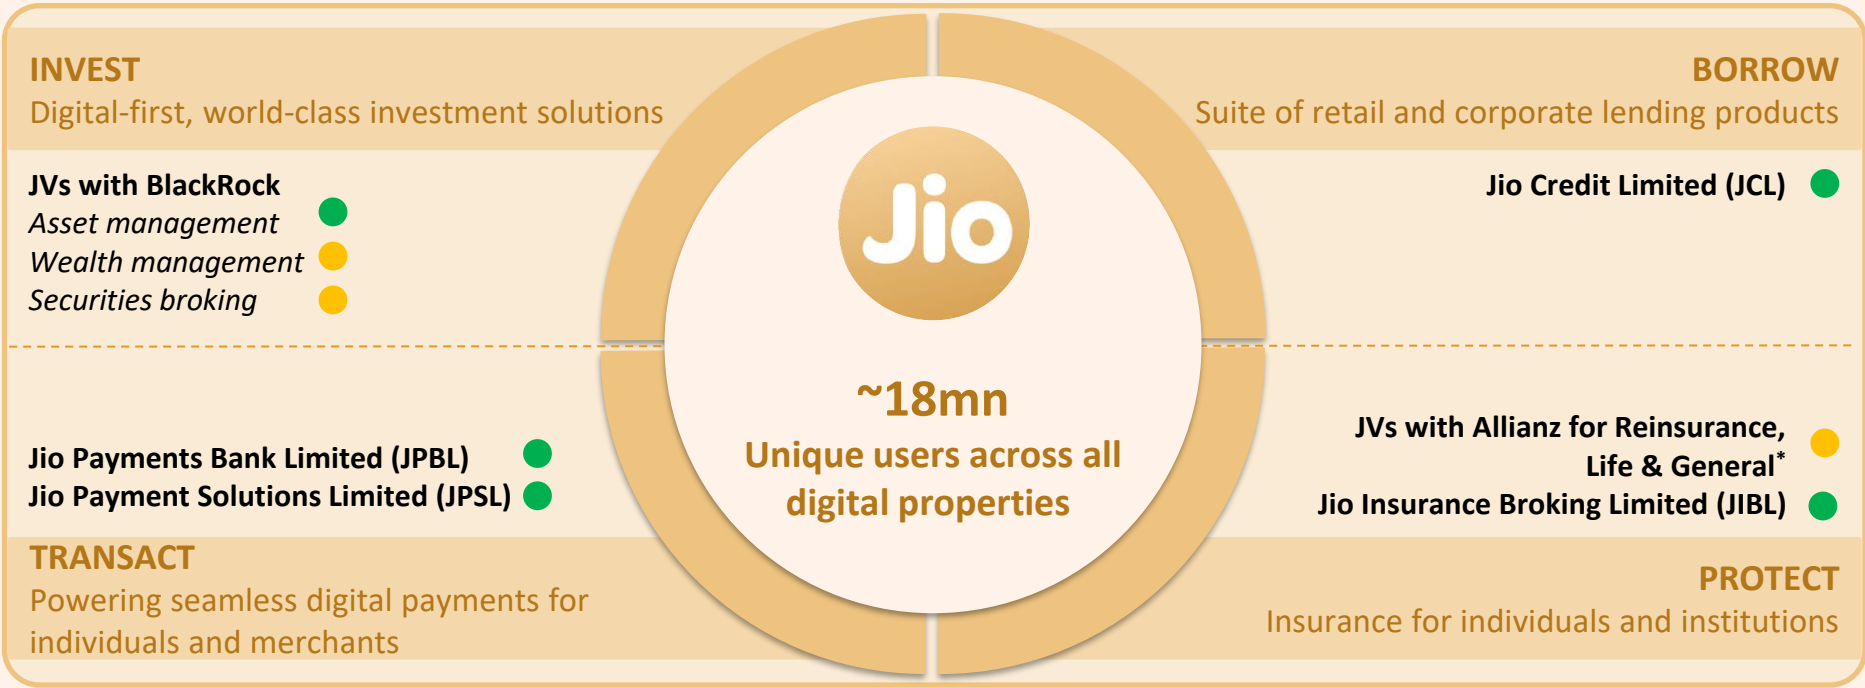 INVEST
Digital-first, world-class investment solutions
JVs with BlackRock
Asset management
Wealth management
Securities broking
BORROW
Suite of retail and corporate lending products
Jio Credit Limited (JCL)
Jio
~18mn
Unique users across all
digital properties
Jio Payments Bank Limited (JPBL)
Jio Payment Solutions Limited (JPSL)
TRANSACT
Powering seamless digital payments for
individuals and merchants
JVs with Allianz for Reinsurance,
Life & General*
Jio Insurance Broking Limited (JIBL)
PROTECT
Insurance for individuals and institutions